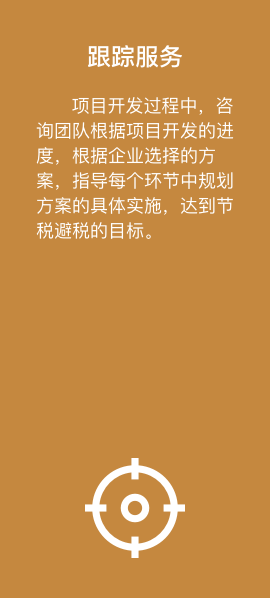 跟踪服务
项目开发过程中，咨
询团队根据项目开发的进
度，根据企业选择的方
案，指导每个环节中规划
方案的具体实施，达到节
税避税的目标。